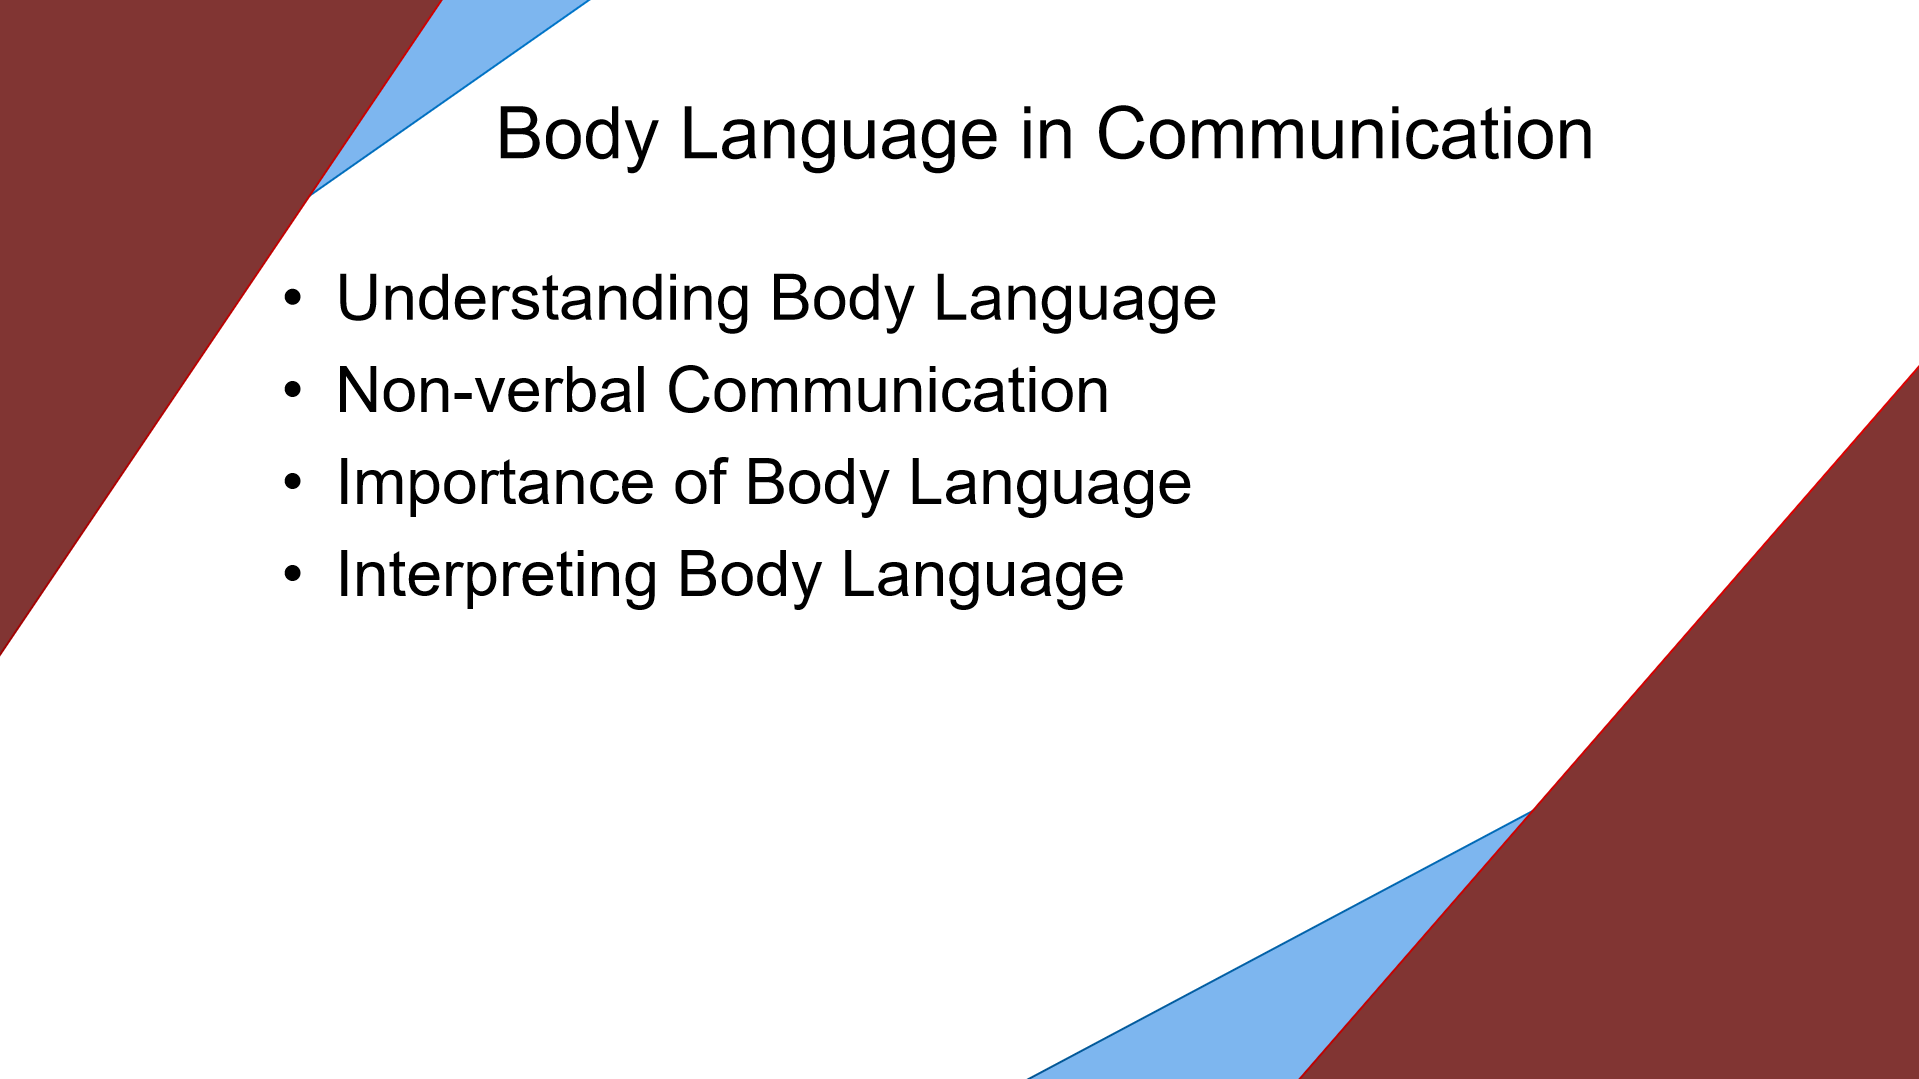 Body Language in Communication
• Understanding Body Language
• Non-verbal Communication
• Importance of Body Language
• Interpreting Body Language